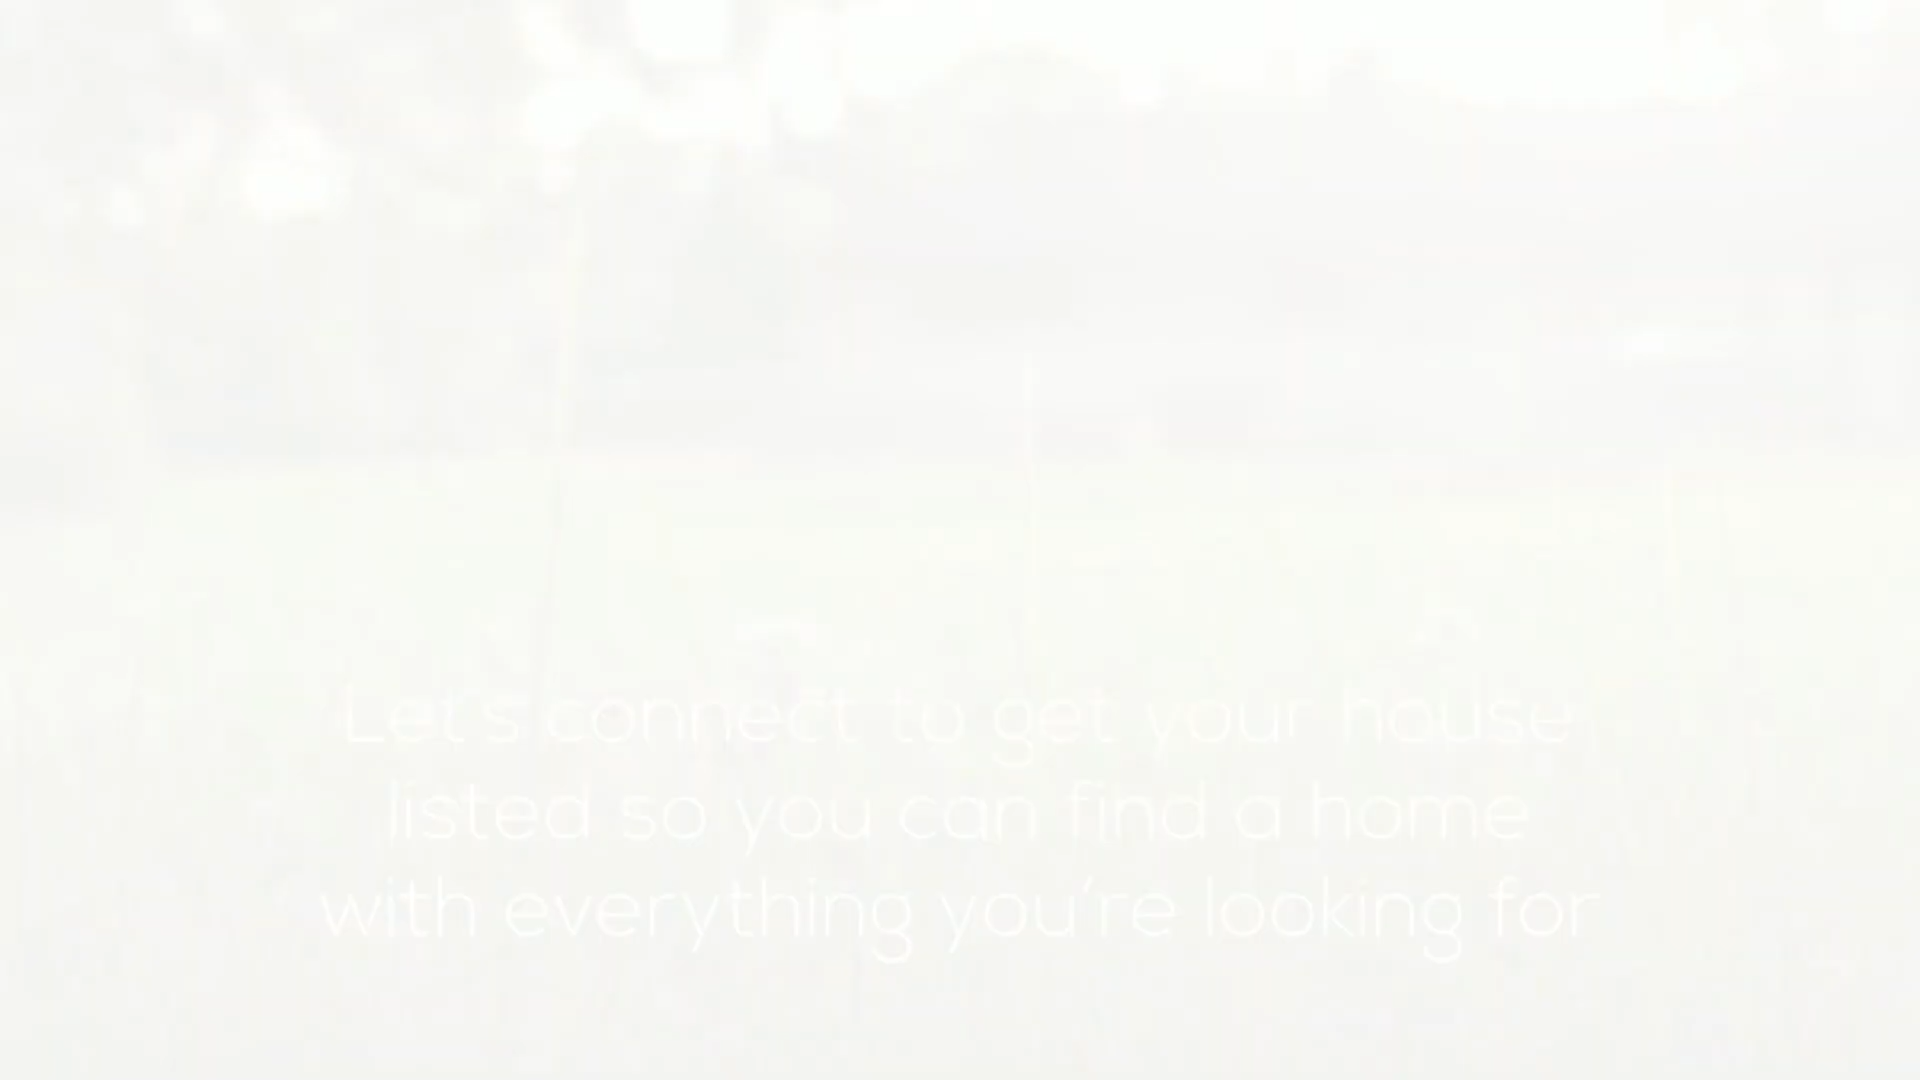 Let's connect to get your house
listed so you can find a home
with everything you're looking for